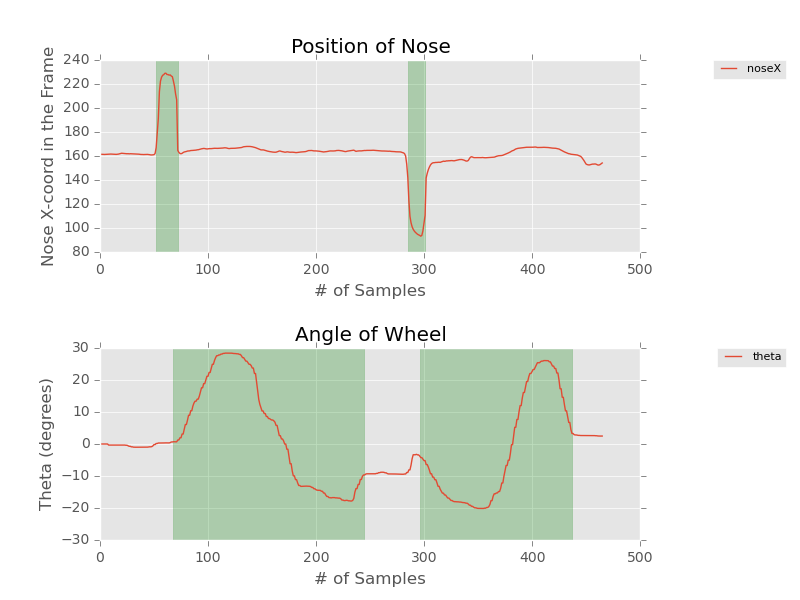 Position of Nose
Nose X-coord in the Frame
240
220
200
180
160
140
120
100
80
0 100 200 300 400 500
# of Samples
noseX
Angle of Wheel
Theta (degrees)
30
20
10
0
−10
−20
−30
0 100 200 300 400 500
# of Samples
theta